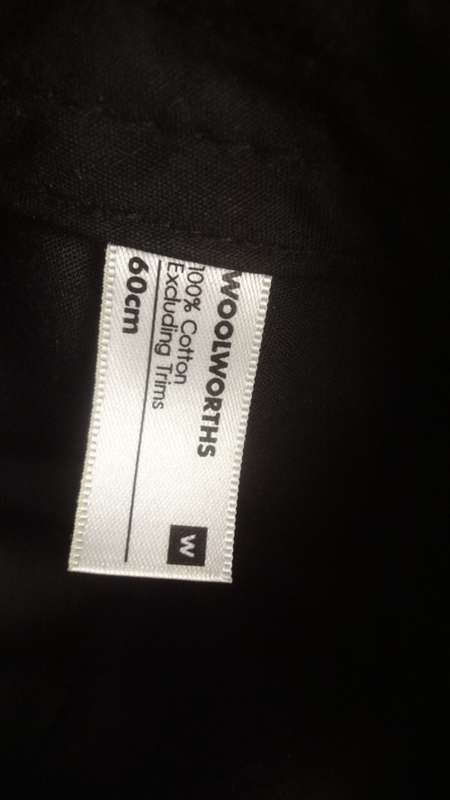 WOOLWORTHS
100% Cotton
Excluding Trims
60cm
W